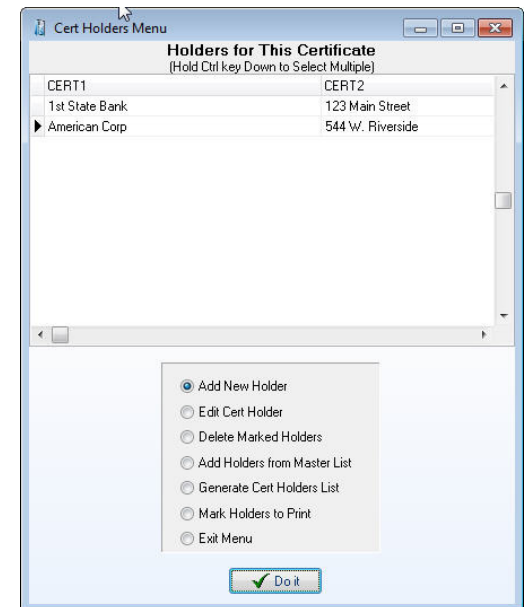 Cert Holders Menu
Holders for This Certificate
(Hold Ctrl key Down to Select Multiple)
CERT1 CERT2
1st State Bank 123 Main Street
American Corp 544 W. Riverside
Add New Holder
Edit Cert Holder
Delete Marked Holders
Add Holders from Master List
Generate Cert Holders List
Mark Holders to Print
Exit Menu
Do it